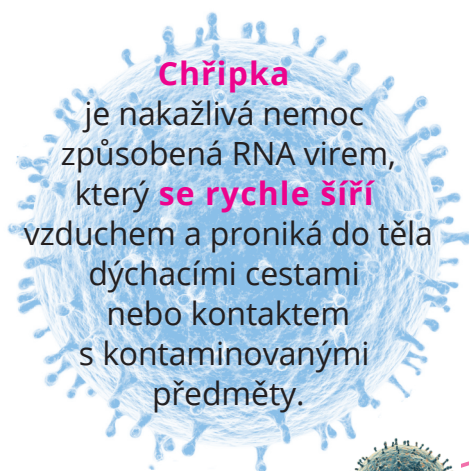 Chřipka
je nakažlivá nemoc
způsobená RNA virem,
který se rychle šíří
vzduchem a proniká do těla
dýchacími cestami
nebo kontaktem
s kontaminovanými
předměty.